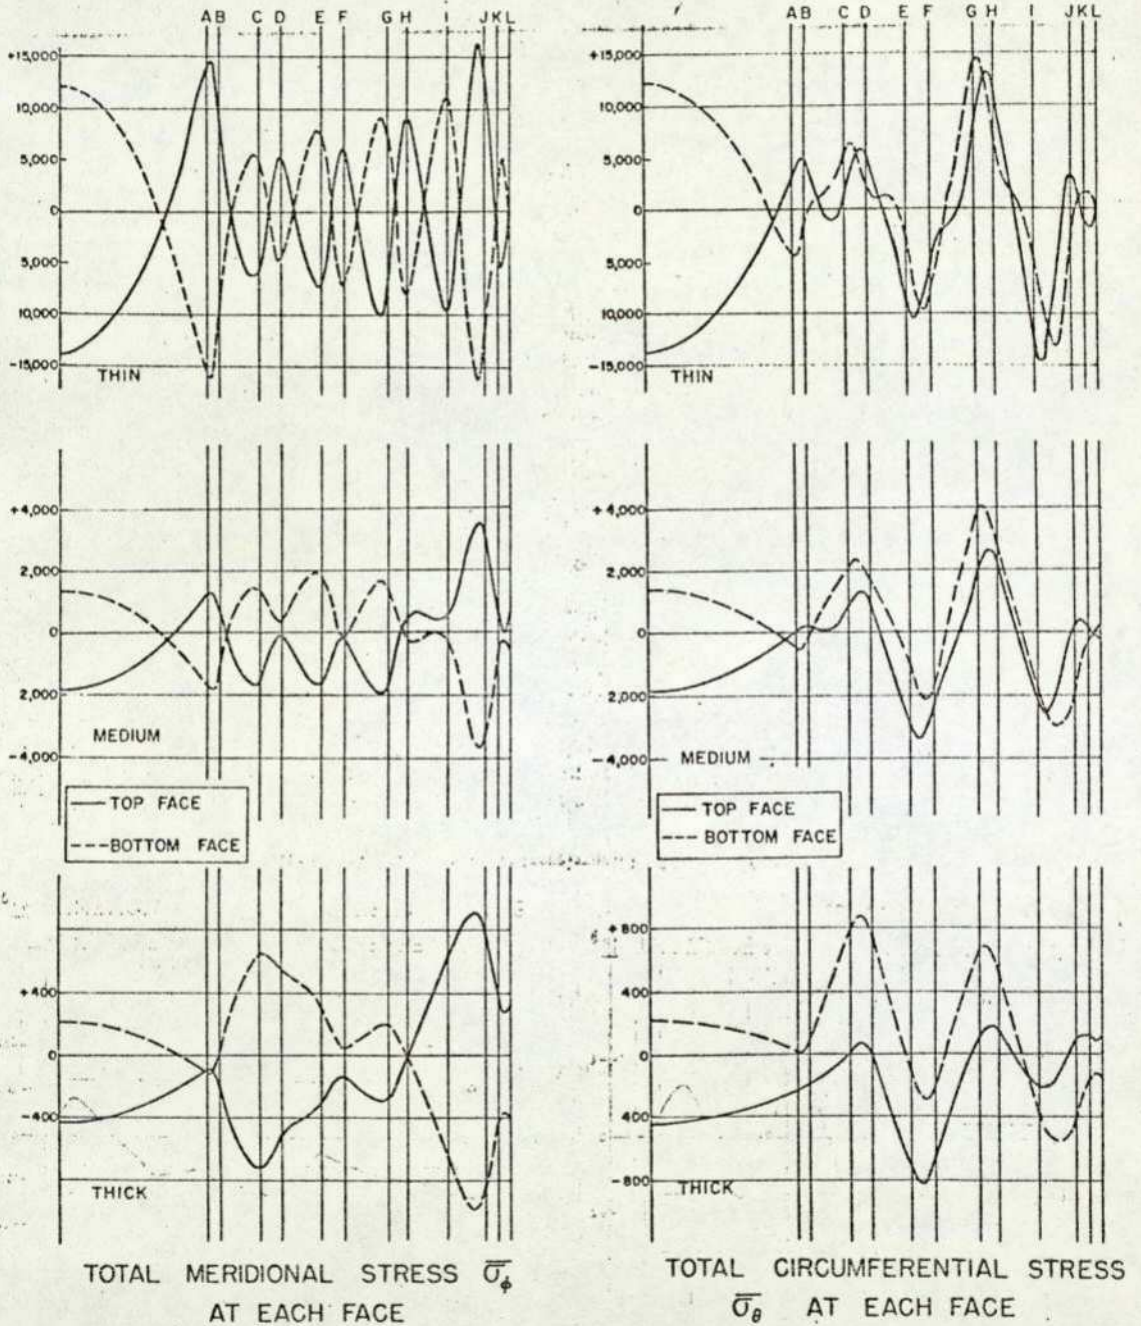 A B C D E F G H I J K L
+15,000
10,000
5,000
0
5,000
10,000
-15,000
THIN
A B C D E F G H I J K L
+15,000
10,000
5,000
0
5,000
10,000
-15,000
THIN
+4,000
2,000
0
2,000
-4,000
MEDIUM
+4,000
2,000
0
2,000
-4,000
MEDIUM
TOP FACE
BOTTOM FACE
TOP FACE
BOTTOM FACE
+400
0
-400
THICK
+800
400
0
400
-800
THICK
TOTAL MERIDIONAL STRESS σ̅ϕ
AT EACH FACE
TOTAL CIRCUMFERENTIAL STRESS
σ̅θ AT EACH FACE